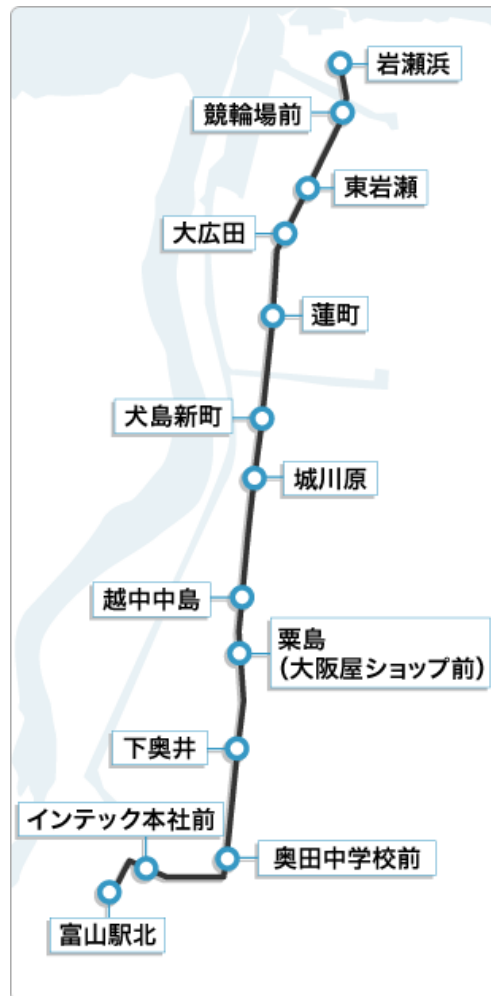 岩瀬浜
競輪場前
東岩瀬
大広田
蓮町
犬島新町
城川原
越中中島
粟島
(大阪屋ショップ前)
下奥井
インテック本社前
奥田中学校前
富山駅北